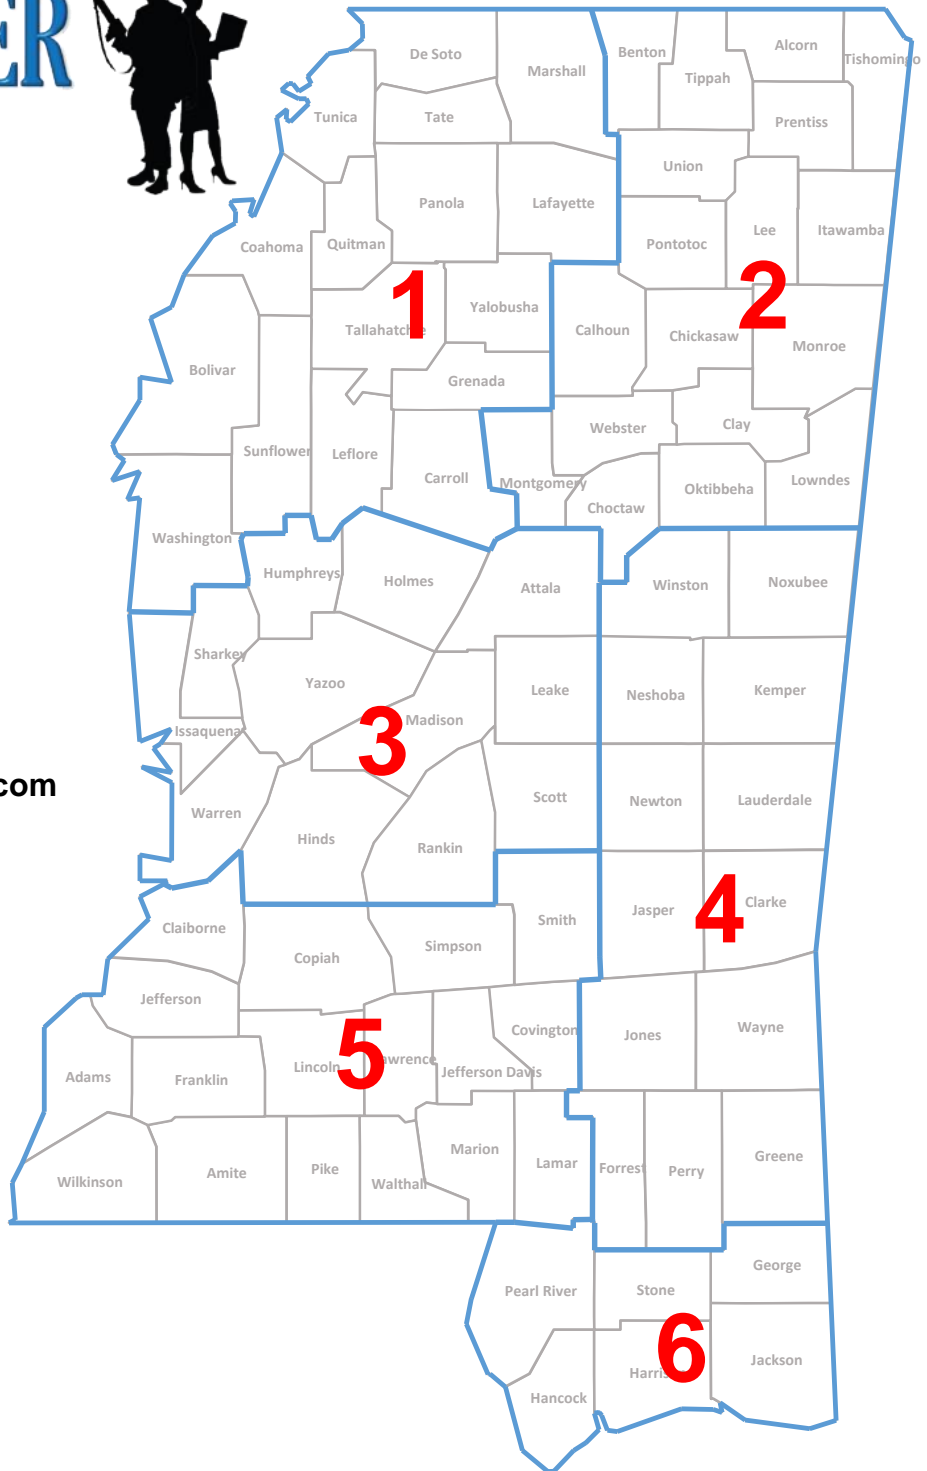 ER
De Soto
Marshall
Benton
Tippah
Alcorn
Tishomingo
Tunica
Tate
Prentiss
Union
Panola
Lafayette
Coahoma
Quitman
Pontotoc
Lee
Itawamba
1
2
Tallahatchie
Yalobusha
Calhoun
Chickasaw
Monroe
Bolivar
Grenada
Sunflower
Leflore
Carroll
Webster
Clay
Montgomery
Choctaw
Oktibbeha
Lowndes
Washington
Humphreys
Holmes
Attala
Winston
Noxubee
Sharkey
Yazoo
Leake
Neshoba
Kemper
Issaquena
3
Madison
com
Warren
Hinds
Rankin
Scott
Newton
Lauderdale
Claiborne
Copiah
Simpson
Smith
Jasper
4
Clarke
Jefferson
Adams
Franklin
Lincoln
5
wrence
Jefferson Davis
Covington
Jones
Wayne
Wilkinson
Amite
Pike
Walthall
Marion
Lamar
Forrest
Perry
Greene
Pearl River
Stone
George
6
Harris
Hancock
Jackson